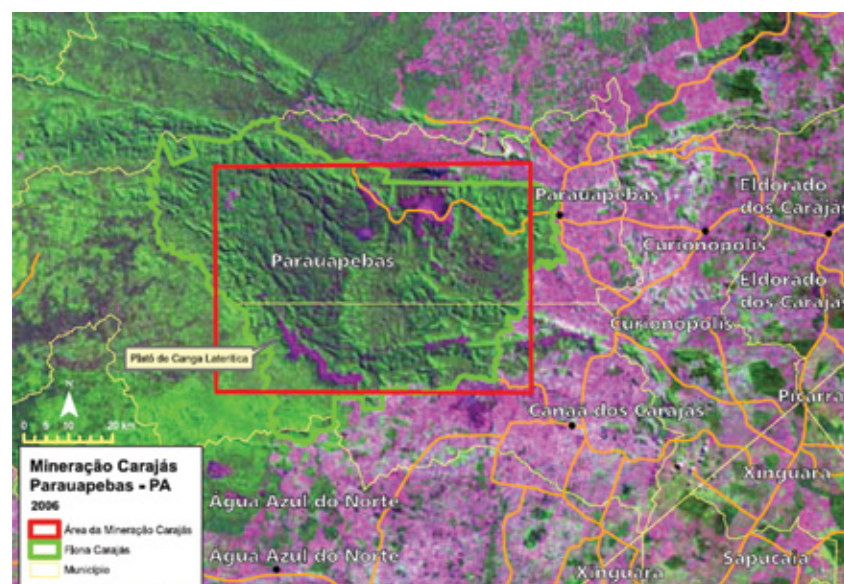 Parauapebas
Eldorado
dos Carajás
Curionopolis
Parauapebas
Eldorado
dos Carajás
Curionopolis
Platô de Canga Laterítica
N
0 5 10 20 km
Canaã dos Carajás
Piçarra
Mineração Carajás
Parauapebas - PA
2006
Área da Mineração Carajás
Flona Carajás
Município
Água Azul do Norte
Xinguara
Água Azul do Norte
Xinguara
Sapucaia